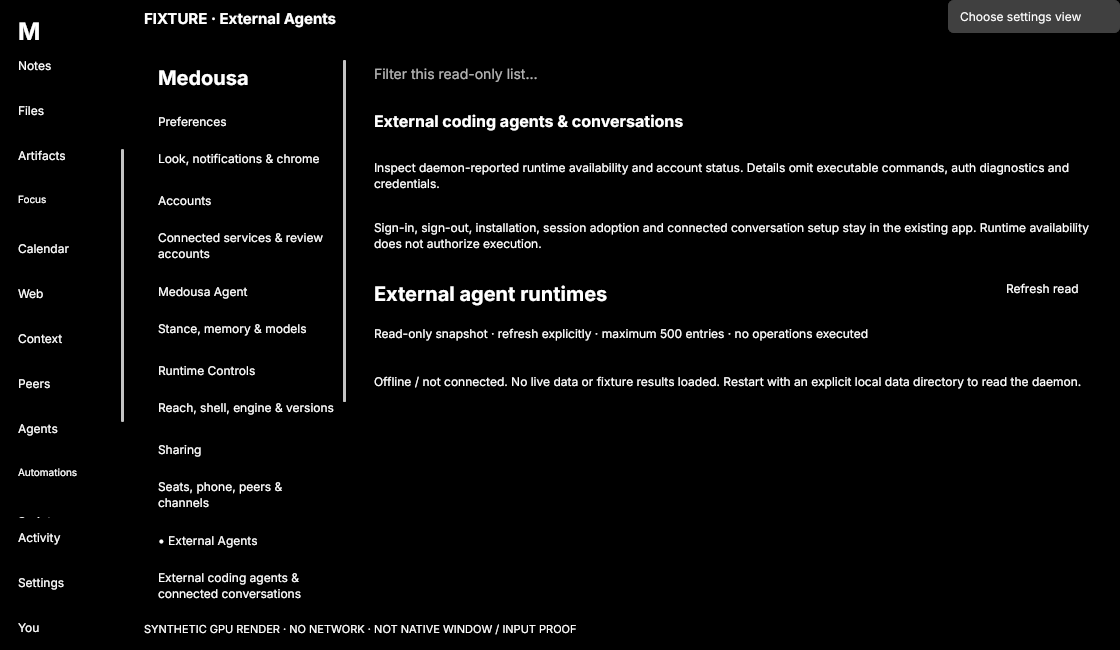 M
Notes
Files
Artifacts
Focus
Calendar
Web
Context
Peers
Agents
Automations
Activity
Settings
You
FIXTURE · External Agents
Choose settings view
Medousa
Preferences
Look, notifications & chrome
Accounts
Connected services & review
accounts
Medousa Agent
Stance, memory & models
Runtime Controls
Reach, shell, engine & versions
Sharing
Seats, phone, peers &
channels
• External Agents
External coding agents &
connected conversations
Filter this read-only list...
External coding agents & conversations
Inspect daemon-reported runtime availability and account status. Details omit executable commands, auth diagnostics and
credentials.
Sign-in, sign-out, installation, session adoption and connected conversation setup stay in the existing app. Runtime availability
does not authorize execution.
External agent runtimes
Refresh read
Read-only snapshot · refresh explicitly · maximum 500 entries · no operations executed
Offline / not connected. No live data or fixture results loaded. Restart with an explicit local data directory to read the daemon.
SYNTHETIC GPU RENDER · NO NETWORK · NOT NATIVE WINDOW / INPUT PROOF